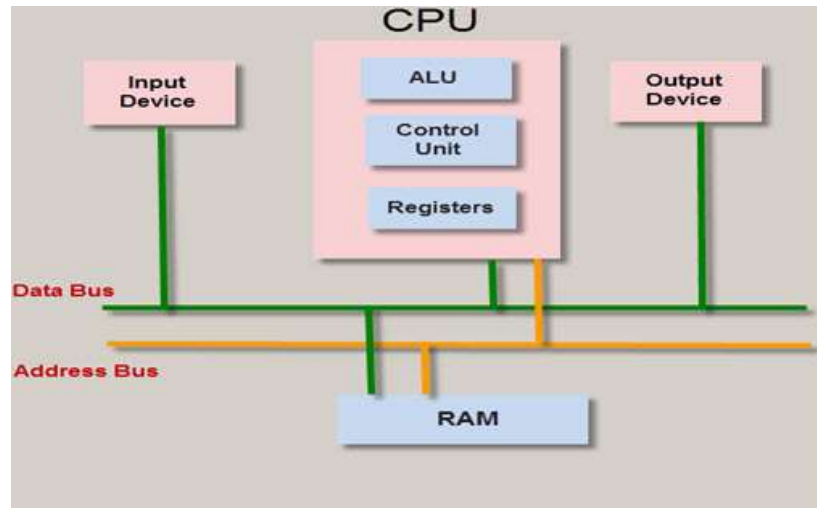 CPU
Input
Device
ALU
Control
Unit
Registers
Output
Device
Data Bus
Address Bus
RAM